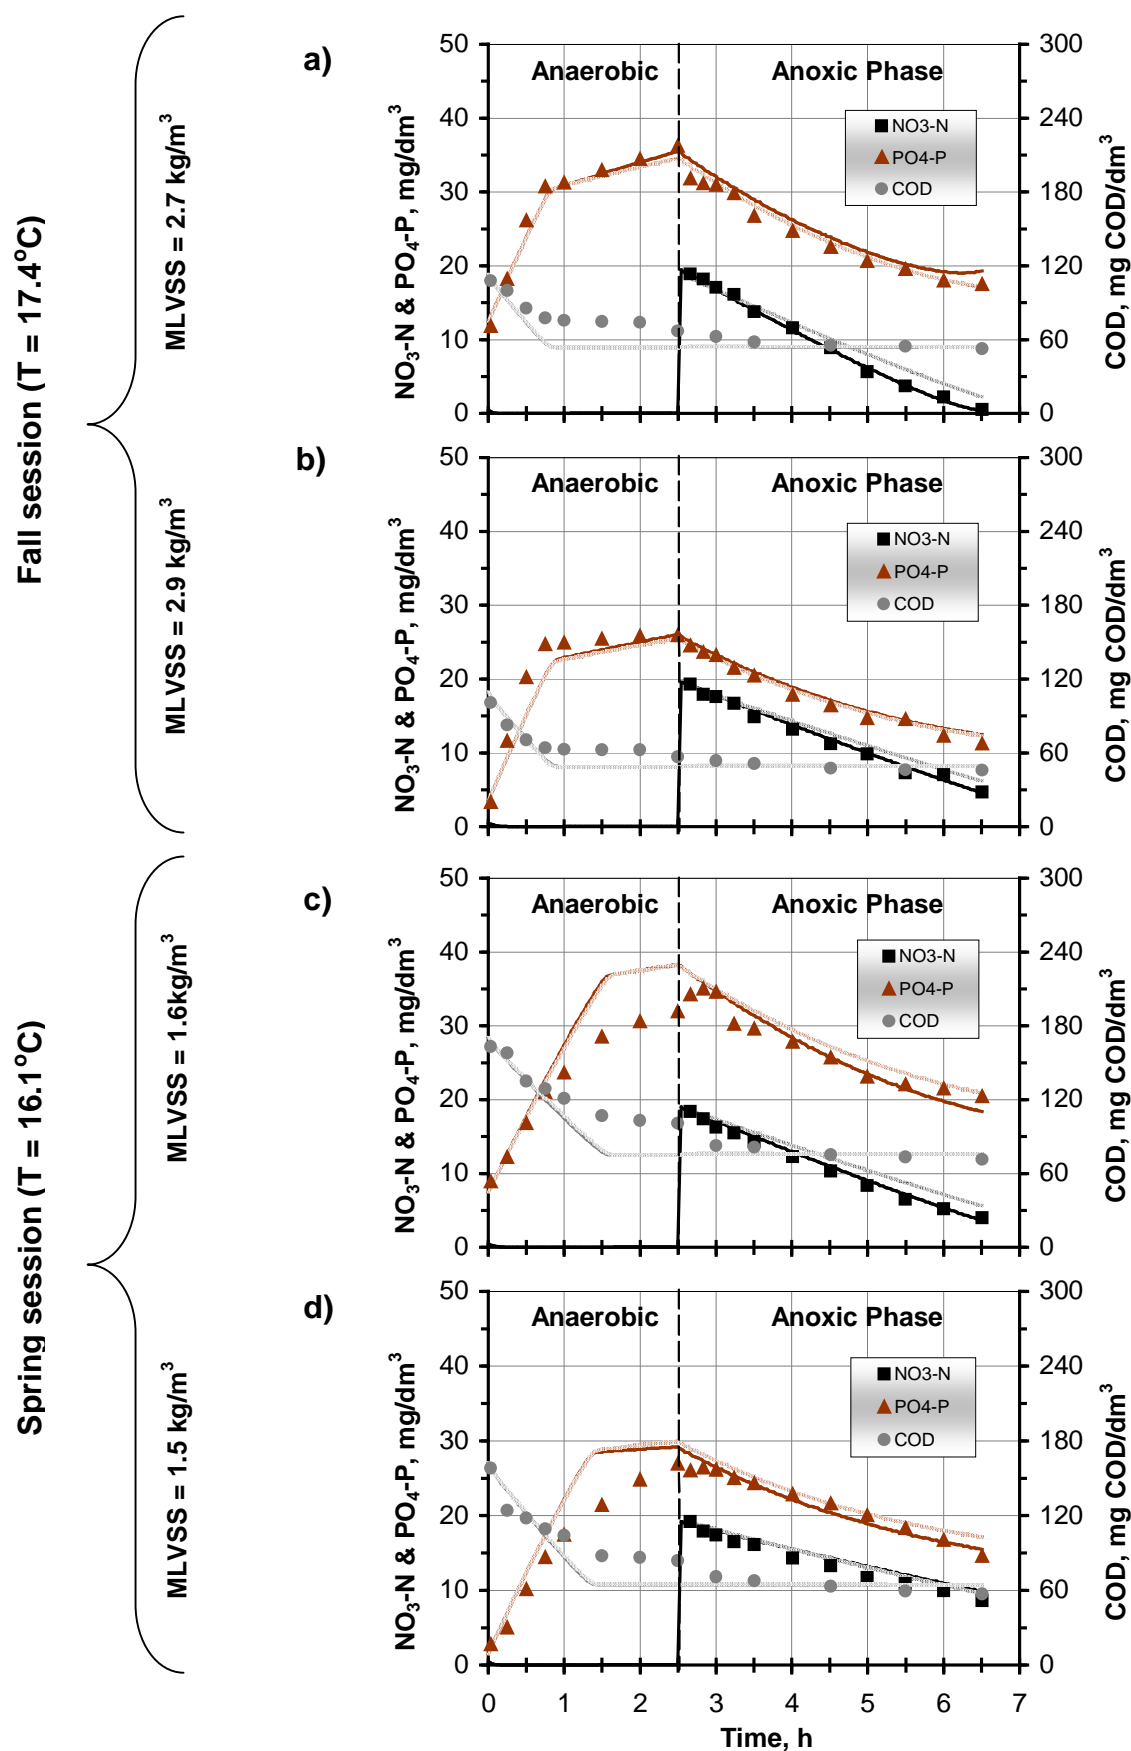 Fall session (T = 17.4°C)
MLVSS = 2.7 kg/m³
a)
NO₃-N & PO₄-P, mg/dm³
50
40
30
20
10
0
Anaerobic
Anoxic Phase
NO3-N
PO4-P
COD
300
240
180
120
60
0
COD, mg COD/dm³
MLVSS = 2.9 kg/m³
b)
NO₃-N & PO₄-P, mg/dm³
50
40
30
20
10
0
Anaerobic
Anoxic Phase
NO3-N
PO4-P
COD
300
240
180
120
60
0
COD, mg COD/dm³
Spring session (T = 16.1°C)
MLVSS = 1.6kg/m³
c)
NO₃-N & PO₄-P, mg/dm³
50
40
30
20
10
0
Anaerobic
Anoxic Phase
NO3-N
PO4-P
COD
300
240
180
120
60
0
COD, mg COD/dm³
MLVSS = 1.5 kg/m³
d)
NO₃-N & PO₄-P, mg/dm³
50
40
30
20
10
0
Anaerobic
Anoxic Phase
NO3-N
PO4-P
COD
300
240
180
120
60
0
COD, mg COD/dm³
0 1 2 3 4 5 6 7
Time, h